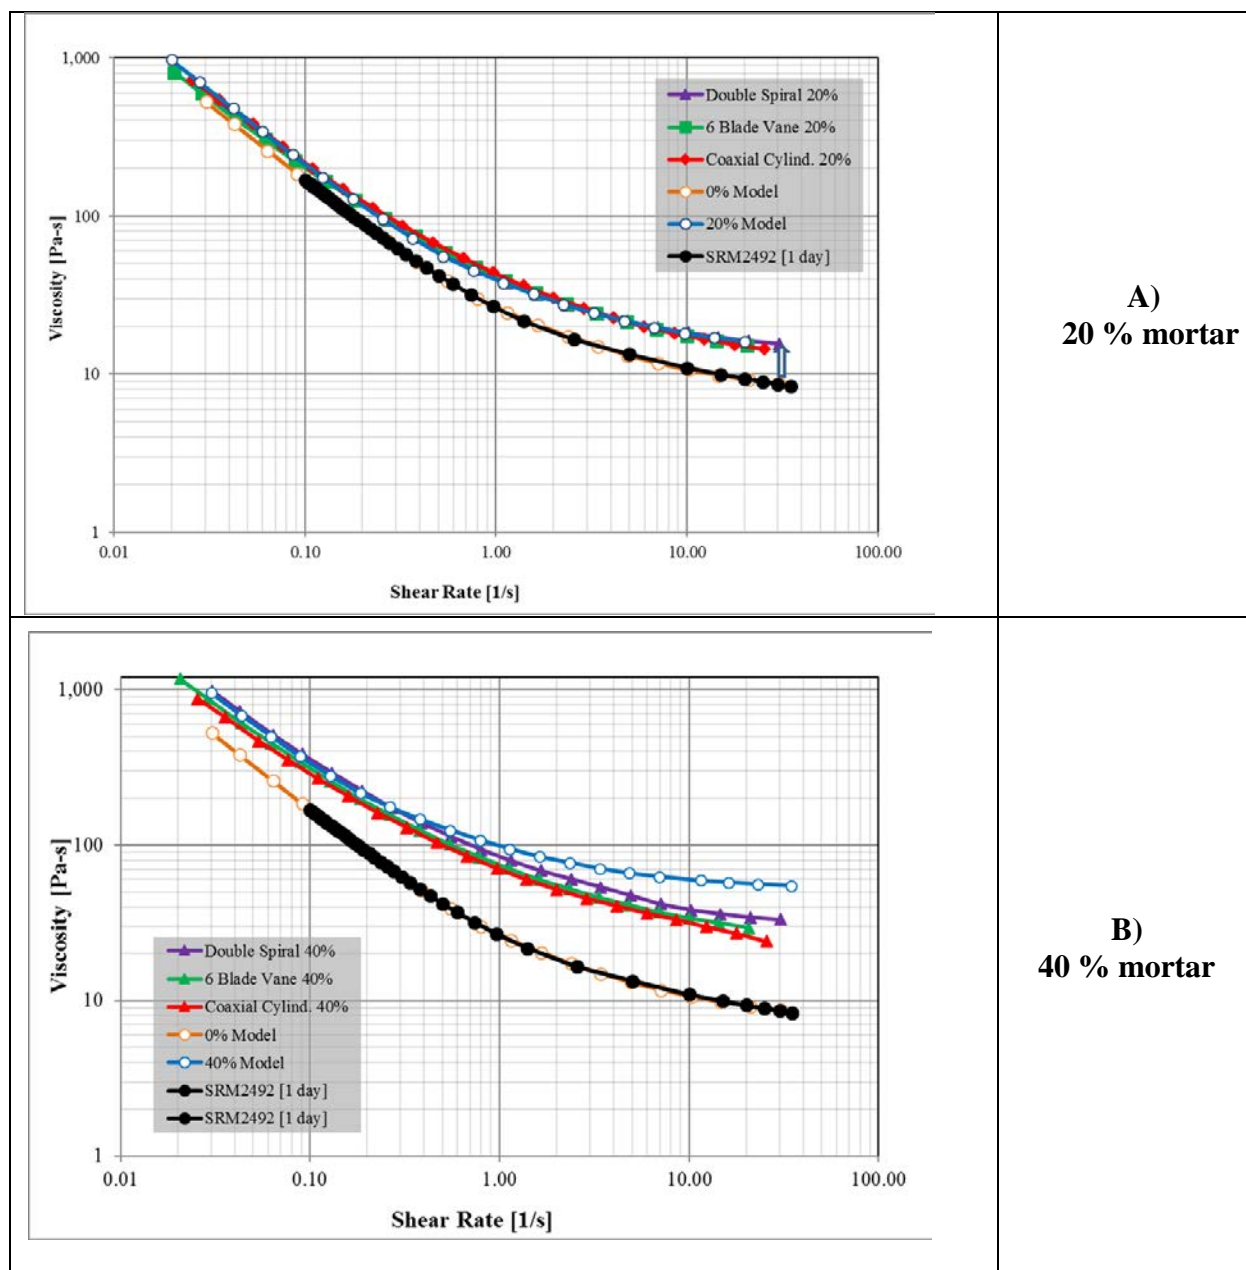 1,000
100
10
1
Viscosity [Pa-s]
0.01
0.10
1.00
10.00
100.00
Shear Rate [1/s]
Double Spiral 20%
6 Blade Vane 20%
Coaxial Cylind. 20%
0% Model
20% Model
SRM2492 [1 day]
A)
20 % mortar
1,000
100
10
1
Viscosity [Pa-s]
0.01
0.10
1.00
10.00
100.00
Shear Rate [1/s]
Double Spiral 40%
6 Blade Vane 40%
Coaxial Cylind. 40%
0% Model
40% Model
SRM2492 [1 day]
SRM2492 [1 day]
B)
40 % mortar